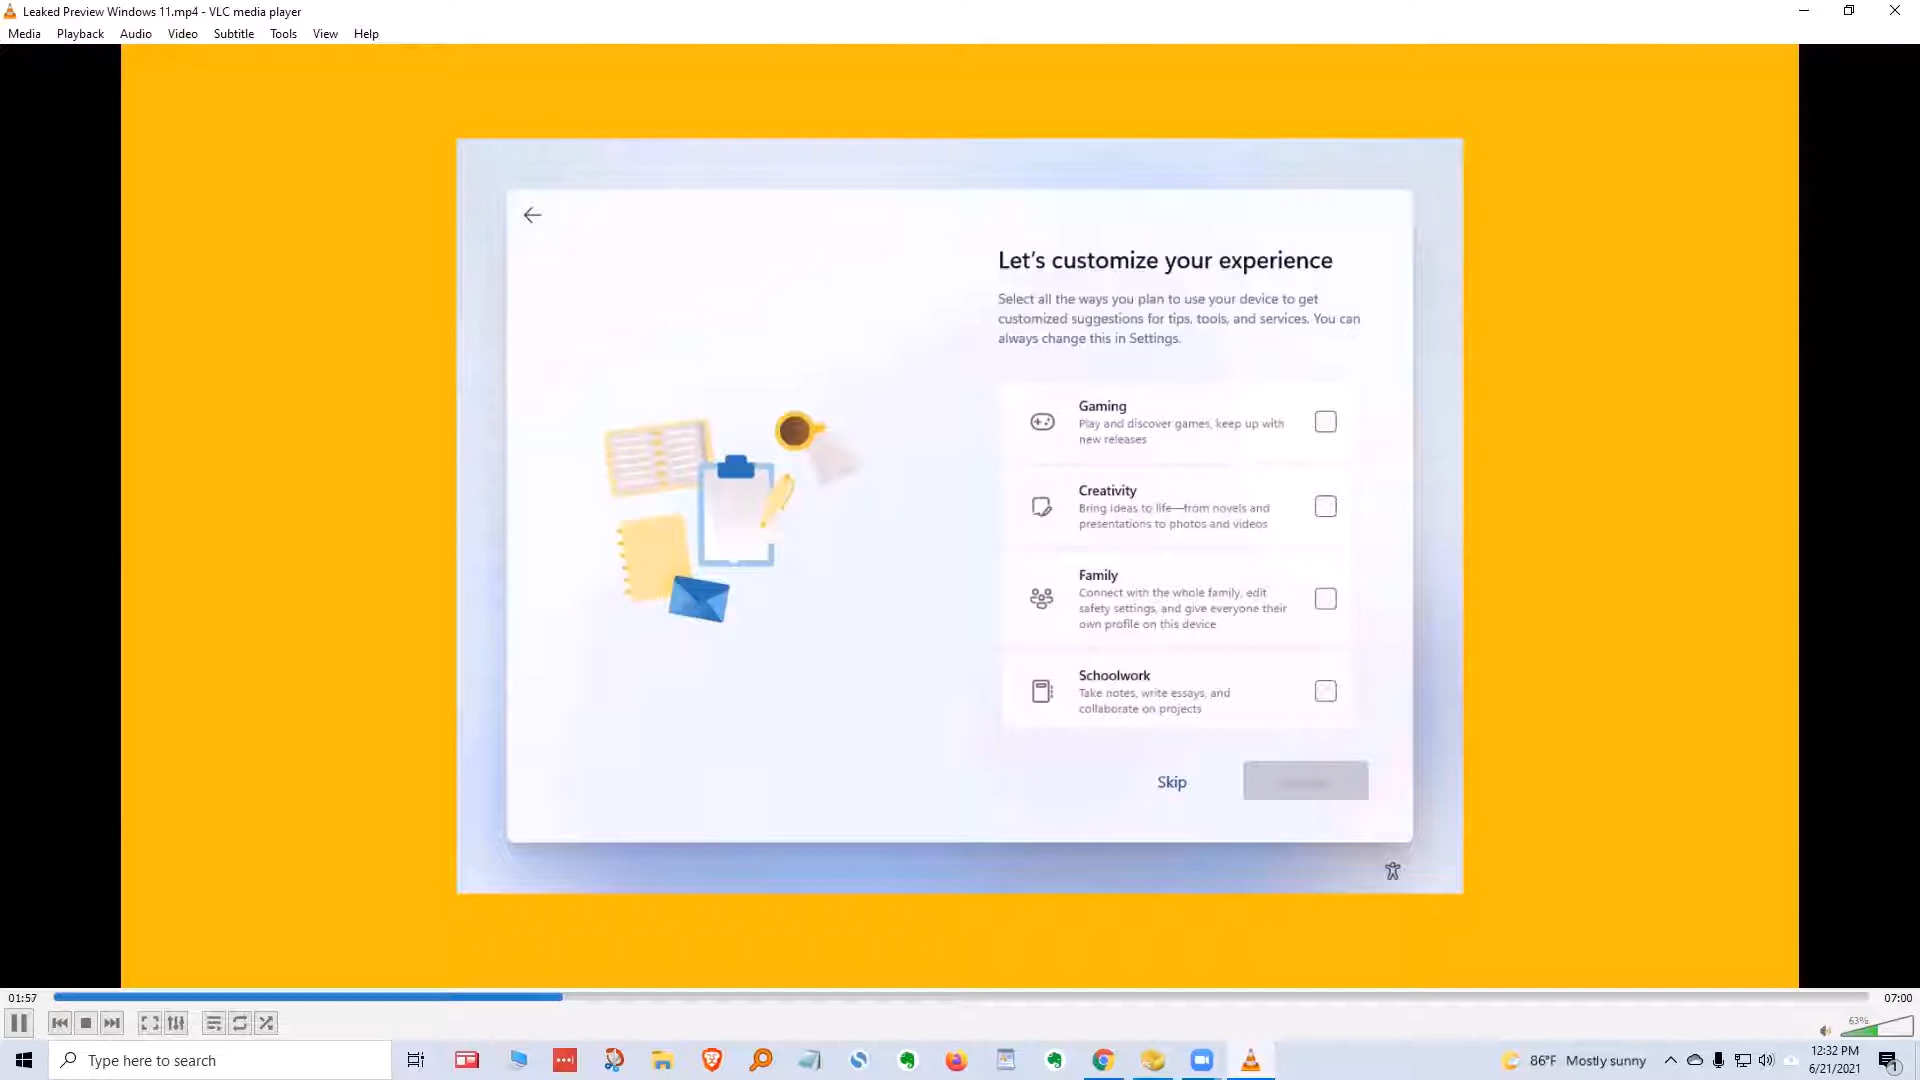 Leaked Preview Windows 11.mp4 - VLC media player
Media Playback Audio Video Subtitle Tools View Help
Let's customize your experience
Select all the ways you plan to use your device to get
customized suggestions for tips, tools, and services. You can
always change this in Settings.
Gaming
Play and discover games, keep up with
new releases
Creativity
Bring ideas to life—from novels and
presentations to photos and videos
Family
Connect with the whole family, edit
safety settings, and give everyone their
own profile on this device
Schoolwork
Take notes, write essays, and
collaborate on projects
Skip
01:57
07:00
63%
Type here to search
86°F Mostly sunny
12:32 PM
6/21/2021
1